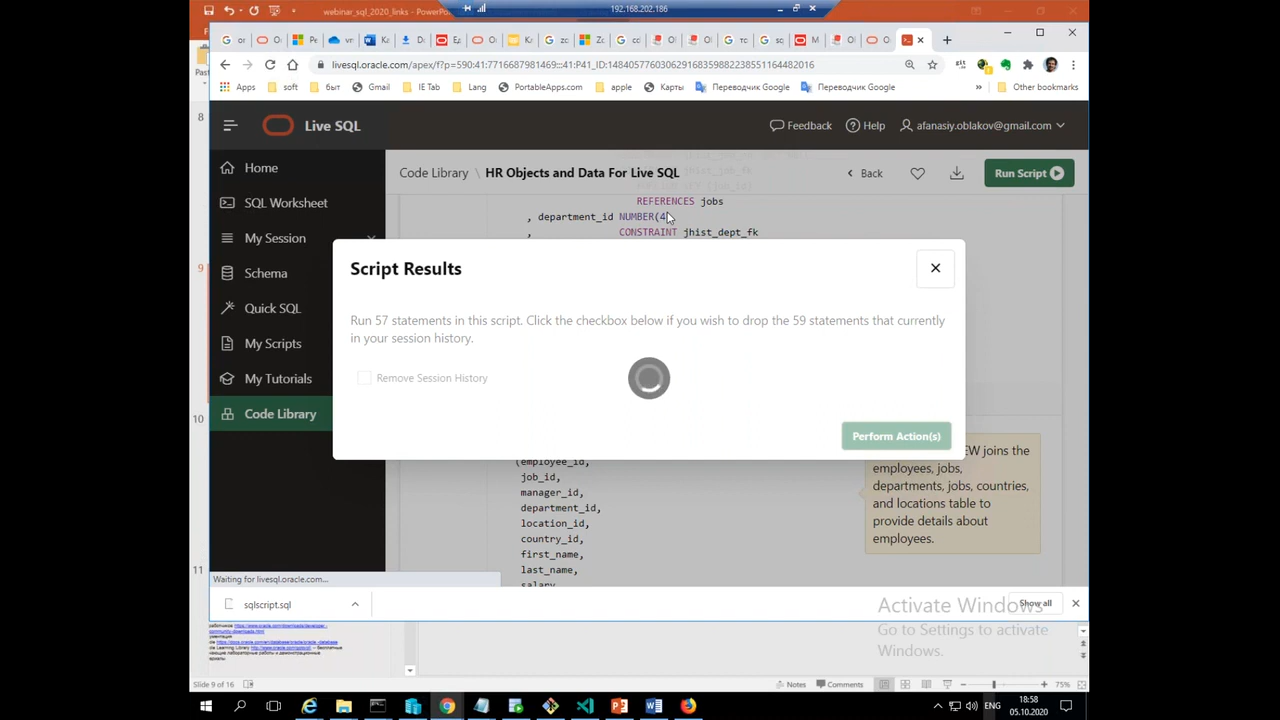 webinar_sql_2020_links - PowerPo
192.168.202.186
livesql.oracle.com/apex/f?p=590:41:7716687981469::41:P41_ID:148405776030629168359882238551164482016
Apps soft быт Gmail IE Tab Lang PortableApps.com apple Карты Переводчик Google Переводчик Google » Other bookmarks
Past
8
Live SQL
Feedback Help afanasiy.oblakov@gmail.com
Home
SQL Worksheet
My Session
Schema
Quick SQL
My Scripts
My Tutorials
Code Library
Code Library \ HR Objects and Data For Live SQL
Back
Run Script
REFERENCES jobs
, department_id NUMBER(4
, CONSTRAINT jhist_dept_fk
Script Results
Run 57 statements in this script. Click the checkbox below if you wish to drop the 59 statements that currently
in your session history.
Remove Session History
Perform Action(s)
(employee_id,
job_id,
manager_id,
department_id,
location_id,
country_id,
first_name,
last_name,
salary
EW joins the
employees, jobs,
departments, jobs, countries,
and locations table to
provide details about
employees.
9
10
11
Waiting for livesql.oracle.com...
sqlscript.sql
Show all
Activate Windows
Go to Settings to activate
Windows.
Slide 9 of 16
Notes
Comments
75%
ENG
18:58
05.10.2020